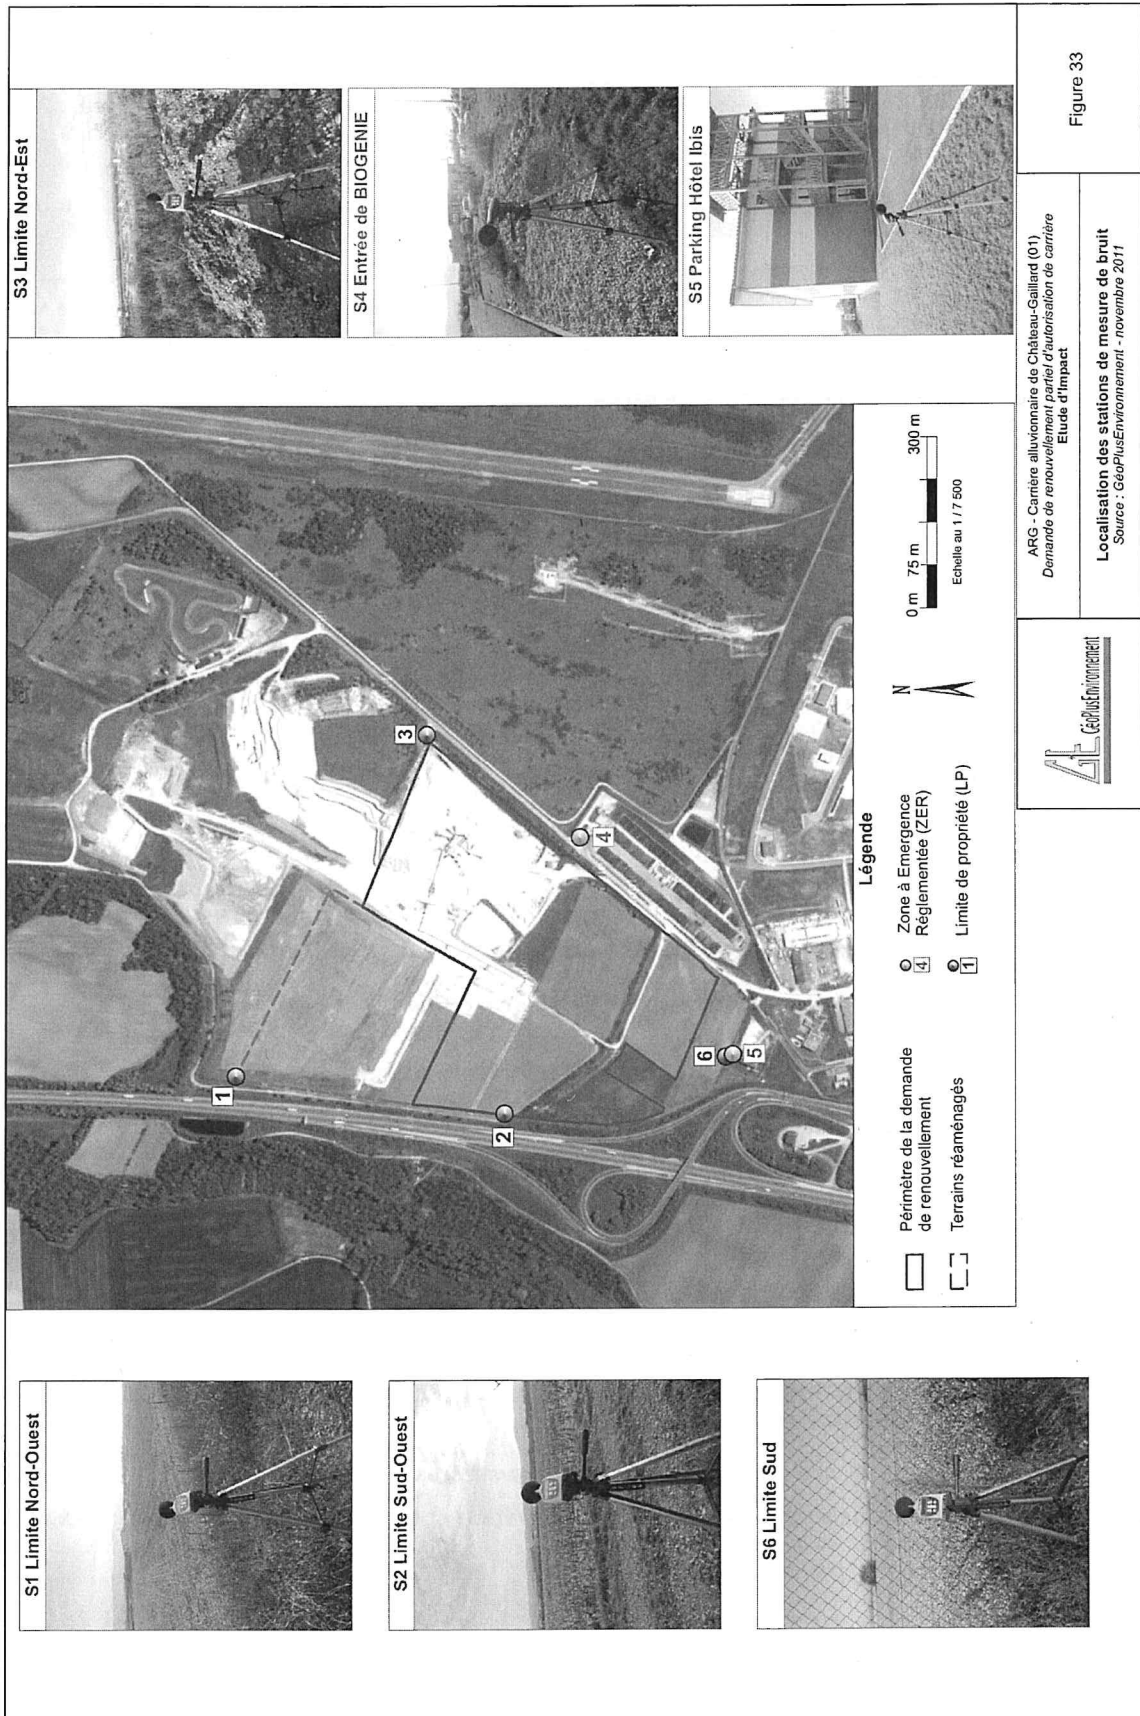 S1 Limite Nord-Ouest
S2 Limite Sud-Ouest
S6 Limite Sud
1
2
3
4
6
5
S3 Limite Nord-Est
S4 Entrée de BIOGENIE
S5 Parking Hôtel Ibis
Légende
Périmètre de la demande
de renouvellement
Terrains réaménagés
4
Zone à Emergence
Réglementée (ZER)
1
Limite de propriété (LP)
N
0 m 75 m 300 m
Echelle au 1 / 7 500
GéoPlusEnvironnement
ARG - Carrière alluvionnaire de Château-Gaillard (01)
Demande de renouvellement partiel d'autorisation de carrière
Etude d'Impact
Localisation des stations de mesure de bruit
Source : GéoPlusEnvironnement - novembre 2011
Figure 33